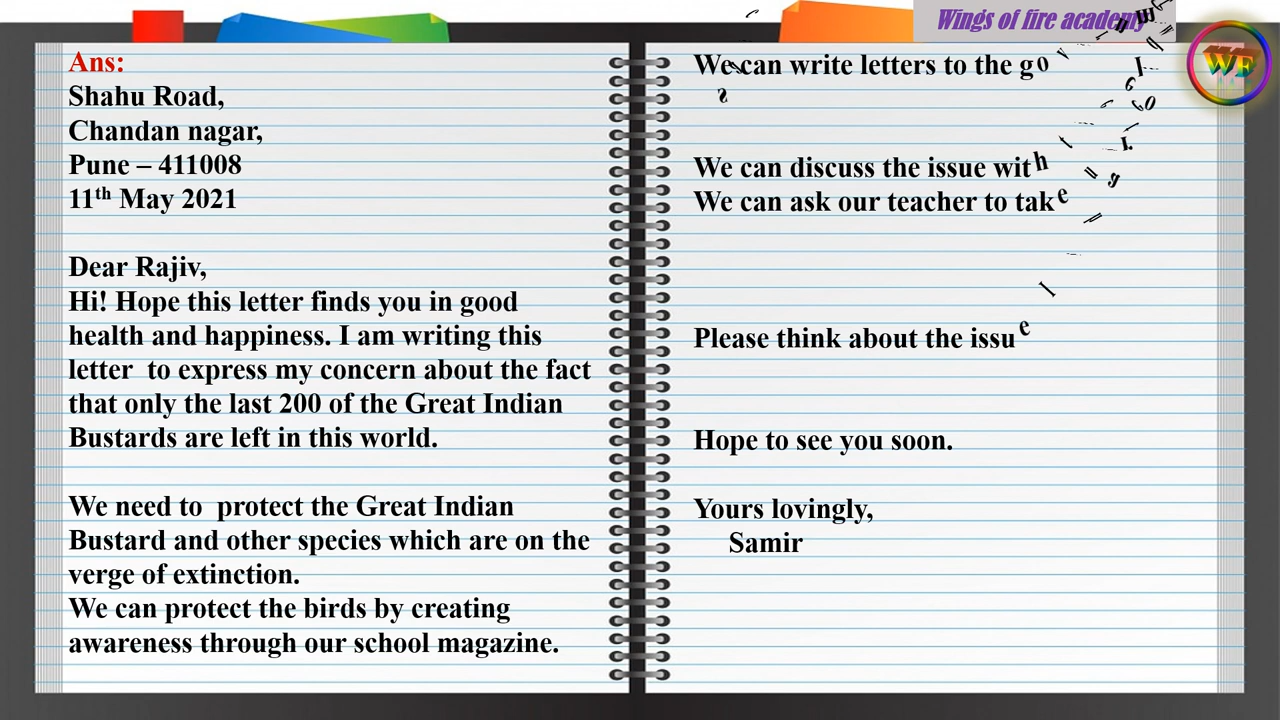 Wings of fire academy
WF
Ans:
Shahu Road,
Chandan nagar,
Pune – 411008
11th May 2021
Dear Rajiv,
Hi! Hope this letter finds you in good
health and happiness. I am writing this
letter to express my concern about the fact
that only the last 200 of the Great Indian
Bustards are left in this world.
We need to protect the Great Indian
Bustard and other species which are on the
verge of extinction.
We can protect the birds by creating
awareness through our school magazine.
We can write letters to the
We can discuss the issue with
We can ask our teacher to take
Please think about the issue
Hope to see you soon.
Yours lovingly,
Samir